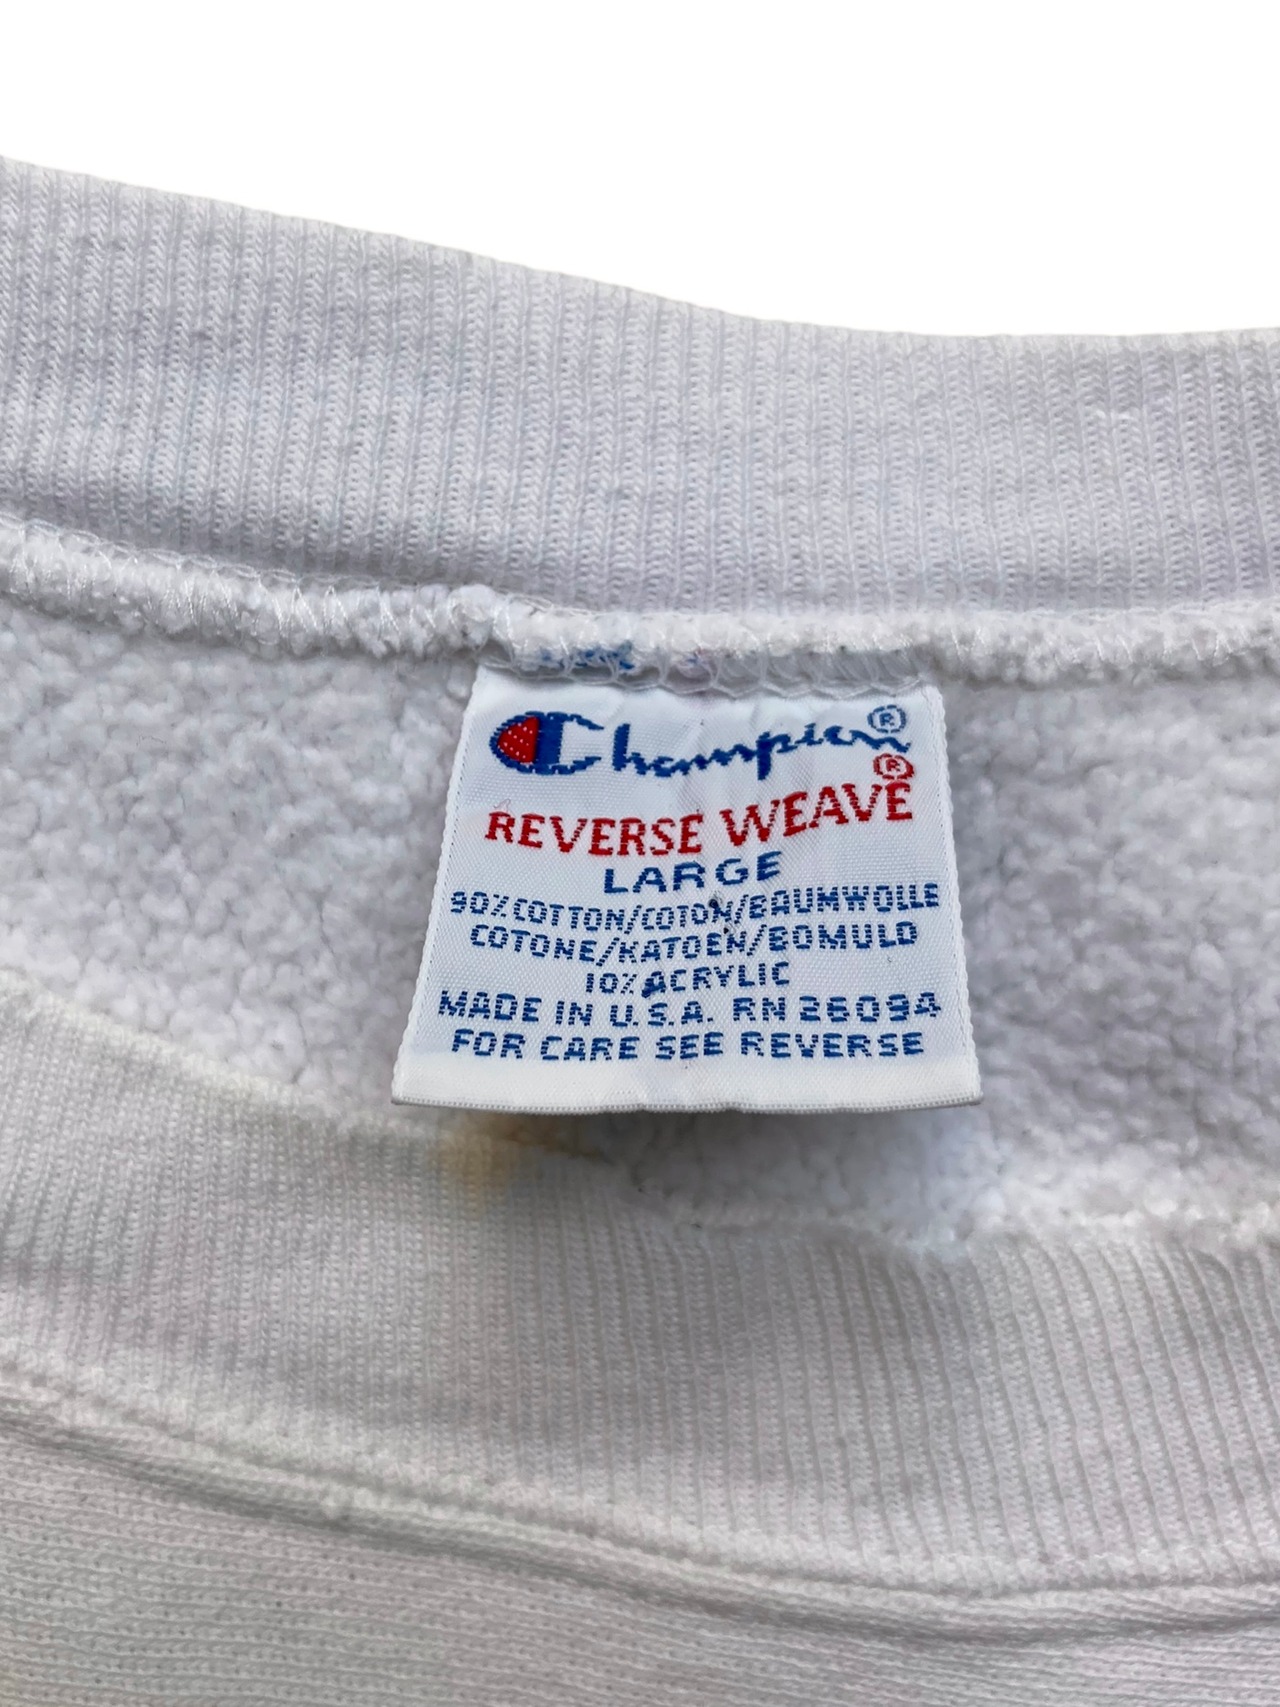 Champion®
REVERSE WEAVE®
LARGE
90% COTTON/COTON/BAUMWOLLE
COTONE/KATOEN/BOMULD
10% ACRYLIC
MADE IN U.S.A. RN 26094
FOR CARE SEE REVERSE